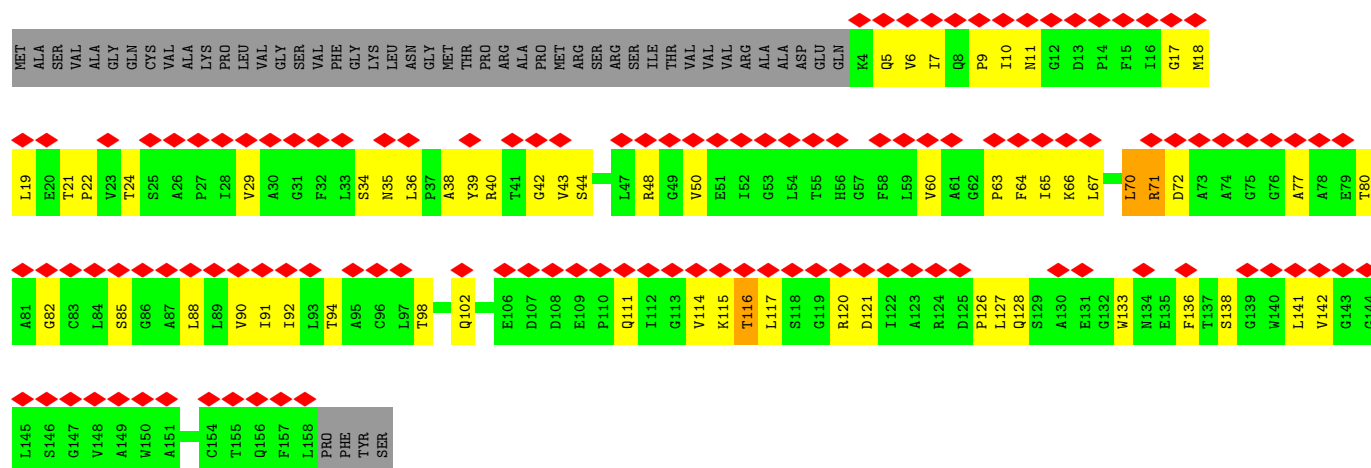 MET ALA SER VAL ALA GLY GLN CYS VAL ALA LYS PRO LEU VAL GLY SER VAL PHE GLY LYS LEU ASN GLY MET THR PRO ARG ALA PRO MET ARG SER ARG SER ILE THR VAL VAL VAL ARG ALA ALA ASP GLU GLN K4 Q5 V6 I7 Q8 P9 I10 N11 G12 D13 P14 F15 I16 G17 M18
L19 E20 T21 P22 V23 T24 S25 A26 P27 I28 V29 A30 G31 F32 L33 S34 N35 L36 P37 A38 Y39 R40 T41 G42 V43 S44 L47 R48 G49 V50 E51 I52 G53 L54 T55 H56 G57 F58 L59 V60 A61 G62 P63 F64 I65 K66 L67 L70 R71 D72 A73 A74 G75 G76 A77 A78 E79 T80
A81 G82 C83 L84 S85 G86 A87 L88 L89 V90 I91 I92 L93 T94 A95 C96 L97 T98 Q102 E106 D107 D108 E109 P110 Q111 I112 G113 V114 K115 T116 L117 S118 G119 R120 D121 I122 A123 R124 D125 P126 L127 Q128 S129 A130 E131 G132 W133 N134 E135 F136 T137 S138 G139 W140 L141 V142 G143 G144
L145 S146 G147 V148 A149 W150 A151 C154 T155 Q156 F157 L158 PRO PHE TYR SER